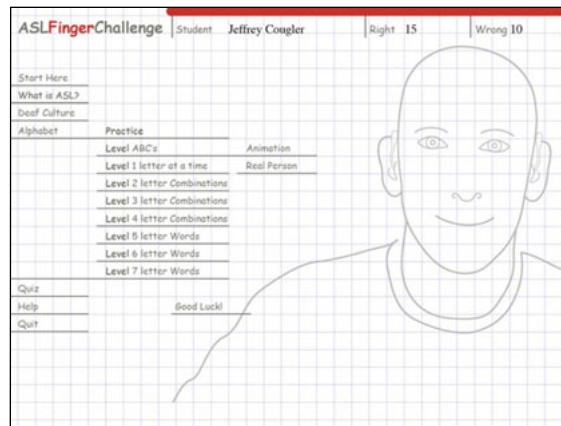 ASLFingerChallenge Student Jeffrey Cougler Right 15 Wrong 10
Start Here
What is ASL?
Deaf Culture
Alphabet Practice
Level ABC's Animation
Level 1 letter at a time Real Person
Level 2 letter Combinations
Level 3 letter Combinations
Level 4 letter Combinations
Level 5 letter Words
Level 6 letter Words
Level 7 letter Words
Quiz
Help Good Luck!
Quit